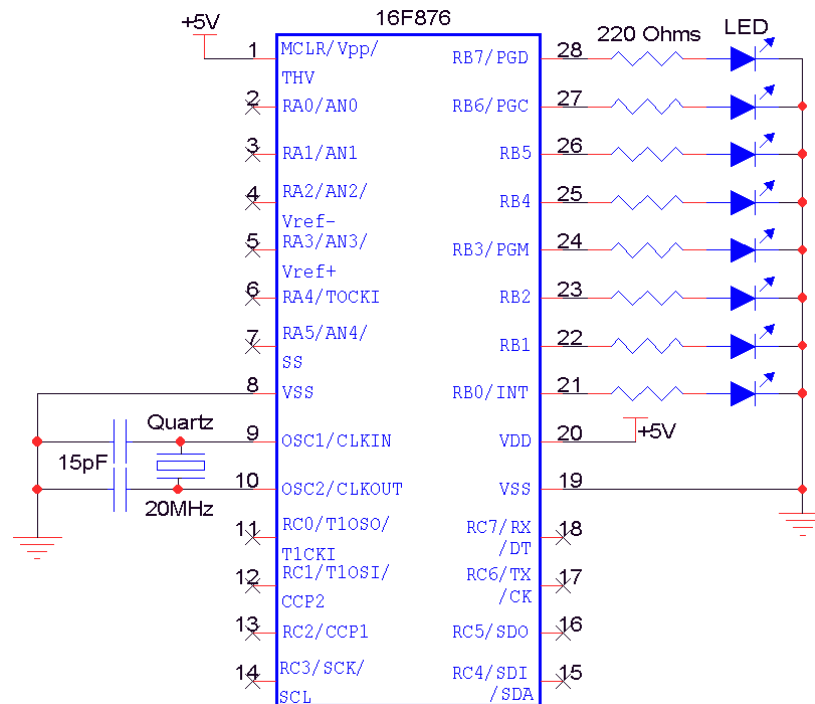 16F876
+5V
220 Ohms
LED
1
MCLR/Vpp/
THV
2
RA0/AN0
3
RA1/AN1
4
RA2/AN2/
Vref-
5
RA3/AN3/
Vref+
6
RA4/TOCKI
7
RA5/AN4/
SS
8
VSS
Quartz
9
OSC1/CLKIN
15pF
10
OSC2/CLKOUT
20MHz
11
RC0/T1OSO/
T1CKI
12
RC1/T1OSI/
CCP2
13
RC2/CCP1
14
RC3/SCK/
SCL
RB7/PGD
28
RB6/PGC
27
RB5
26
RB4
25
RB3/PGM
24
RB2
23
RB1
22
RB0/INT
21
VDD
20
+5V
VSS
19
RC7/RX
/DT
18
RC6/TX
/CK
17
RC5/SDO
16
RC4/SDI
/SDA
15